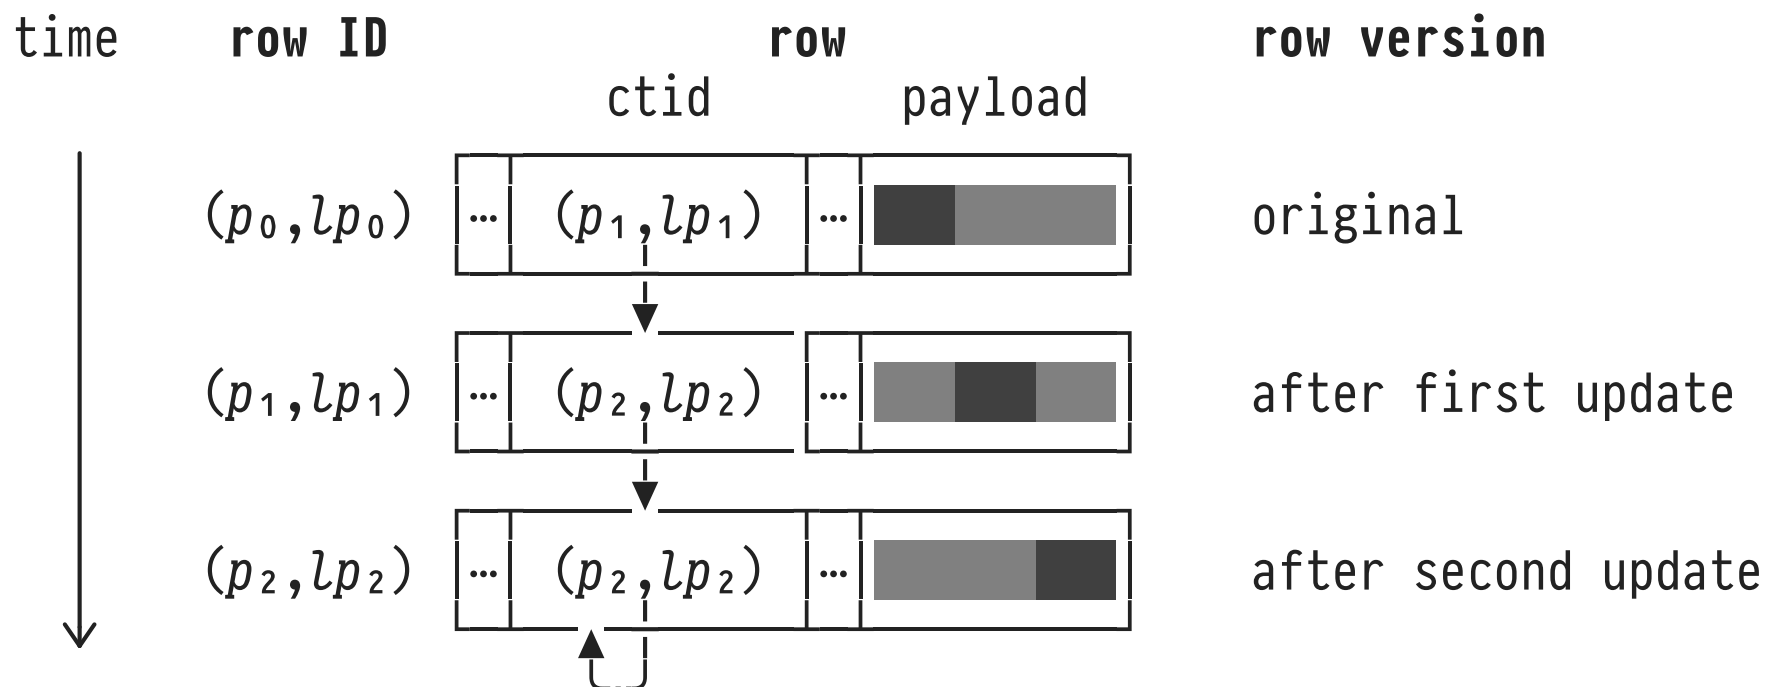 time row ID row row version
ctid payload
(p₀,lp₀) … (p₁,lp₁) … original
(p₁,lp₁) … (p₂,lp₂) … after first update
(p₂,lp₂) … (p₂,lp₂) … after second update